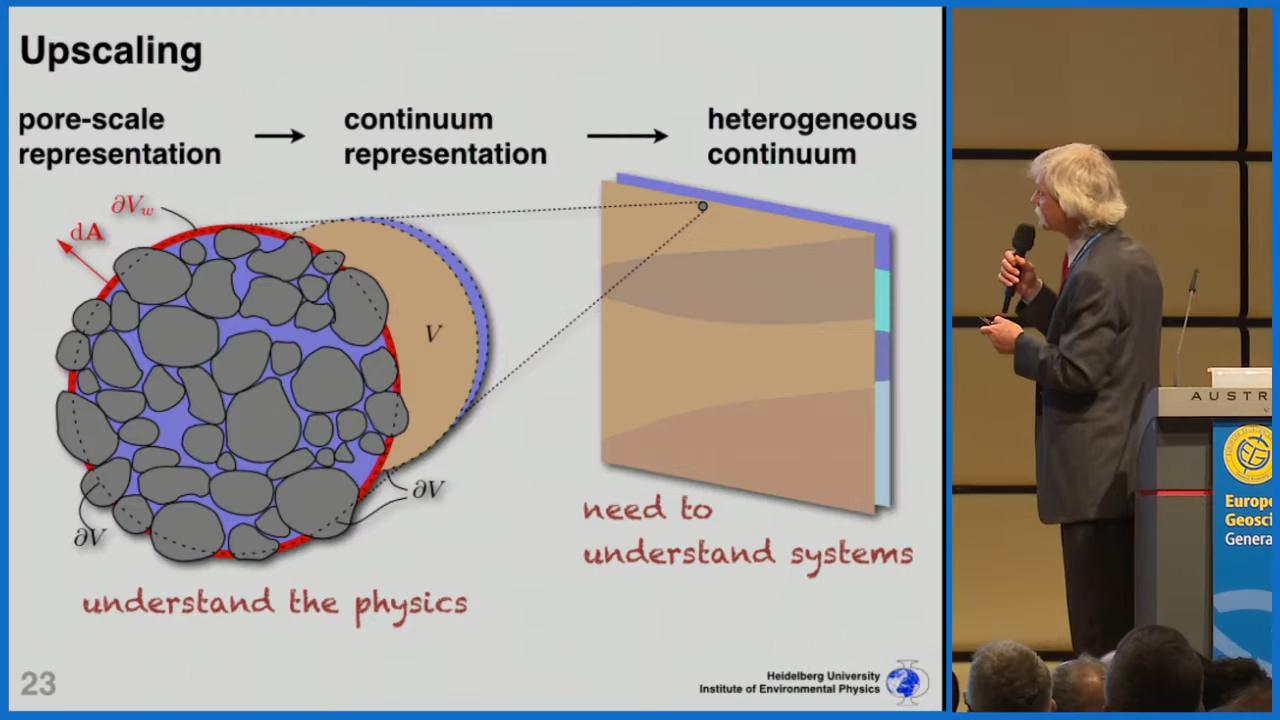 Upscaling
pore-scale
representation
continuum
representation
heterogeneous
continuum
∂V_w
dA
V
∂V
∂V
need to
understand systems
understand the physics
23
Heidelberg University
Institute of Environmental Physics
AUSTR
Europe
Geosci
Genera